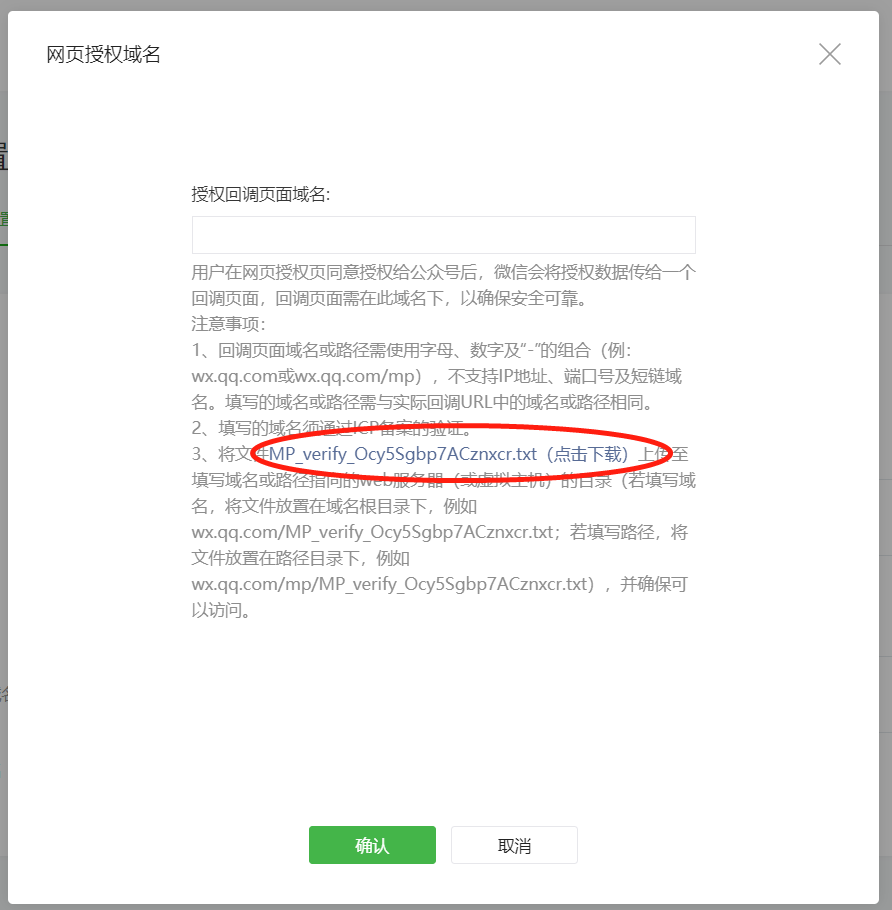 网页授权域名
置
置
授权回调页面域名:
用户在网页授权页同意授权给公众号后，微信会将授权数据传给一个
回调页面，回调页面需在此域名下，以确保安全可靠。
注意事项：
1、回调页面域名或路径需使用字母、数字及“-”的组合（例：
wx.qq.com或wx.qq.com/mp），不支持IP地址、端口号及短链域
名。填写的域名或路径需与实际回调URL中的域名或路径相同。
2、填写的域名须通过ICP备案的验证。
3、将文件MP_verify_Ocy5Sgbp7ACznxcr.txt（点击下载）上传至
填写域名或路径指向的web服务器（或虚拟主机）的目录（若填写域
名，将文件放置在域名根目录下，例如
wx.qq.com/MP_verify_Ocy5Sgbp7ACznxcr.txt；若填写路径，将
文件放置在路径目录下，例如
wx.qq.com/mp/MP_verify_Ocy5Sgbp7ACznxcr.txt），并确保可
以访问。
名
确认
取消